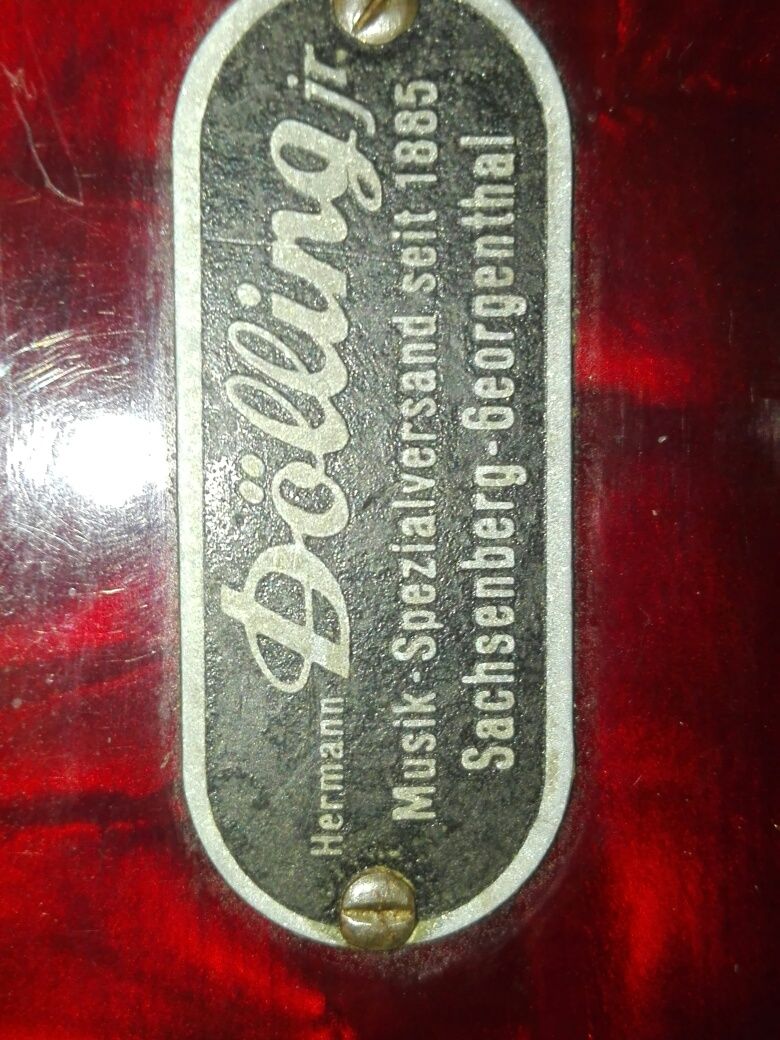 Hermann Dölling jr.
Musik-Spezialversand seit 1885
Sachsenberg-Georgenthal